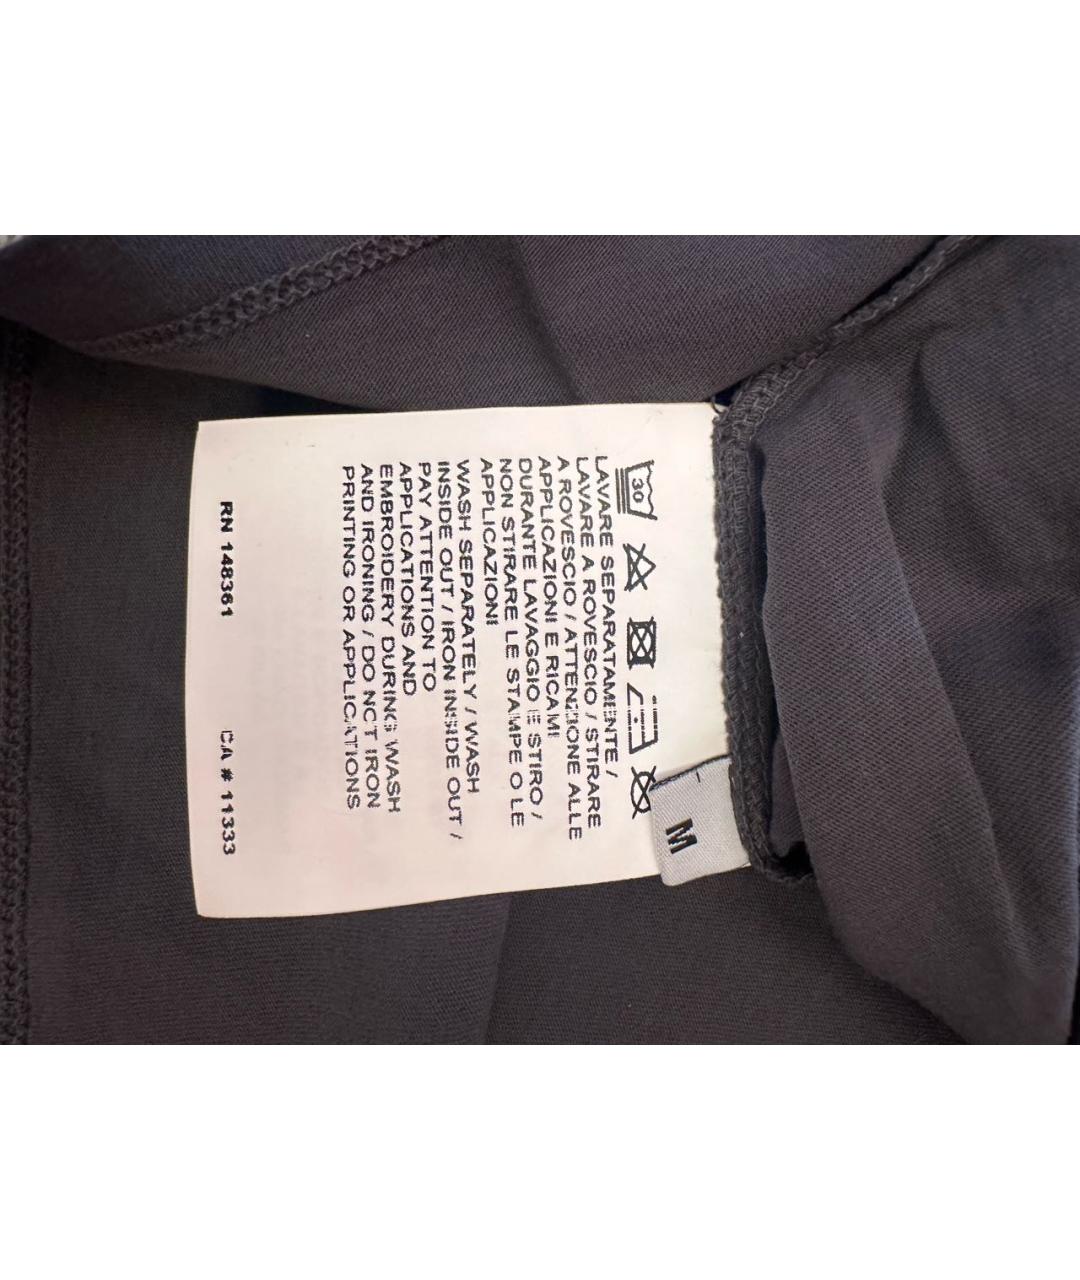 30
LAVARE SEPARATAMENTE /
LAVARE A ROVESCIO / STIRARE
A ROVESCIO / ATTENZIONE ALLE
APPLICAZIONI E RICAMI
DURANTE LAVAGGIO E STIRO /
NON STIRARE LE STAMPE O LE
APPLICAZIONI
WASH SEPARATELY / WASH
INSIDE OUT / IRON INSIDE OUT /
PAY ATTENTION TO
APPLICATIONS AND
EMBROIDERY DURING WASH
AND IRONING / DO NOT IRON
PRINTING OR APPLICATIONS
RN 148361 CA # 11333
M